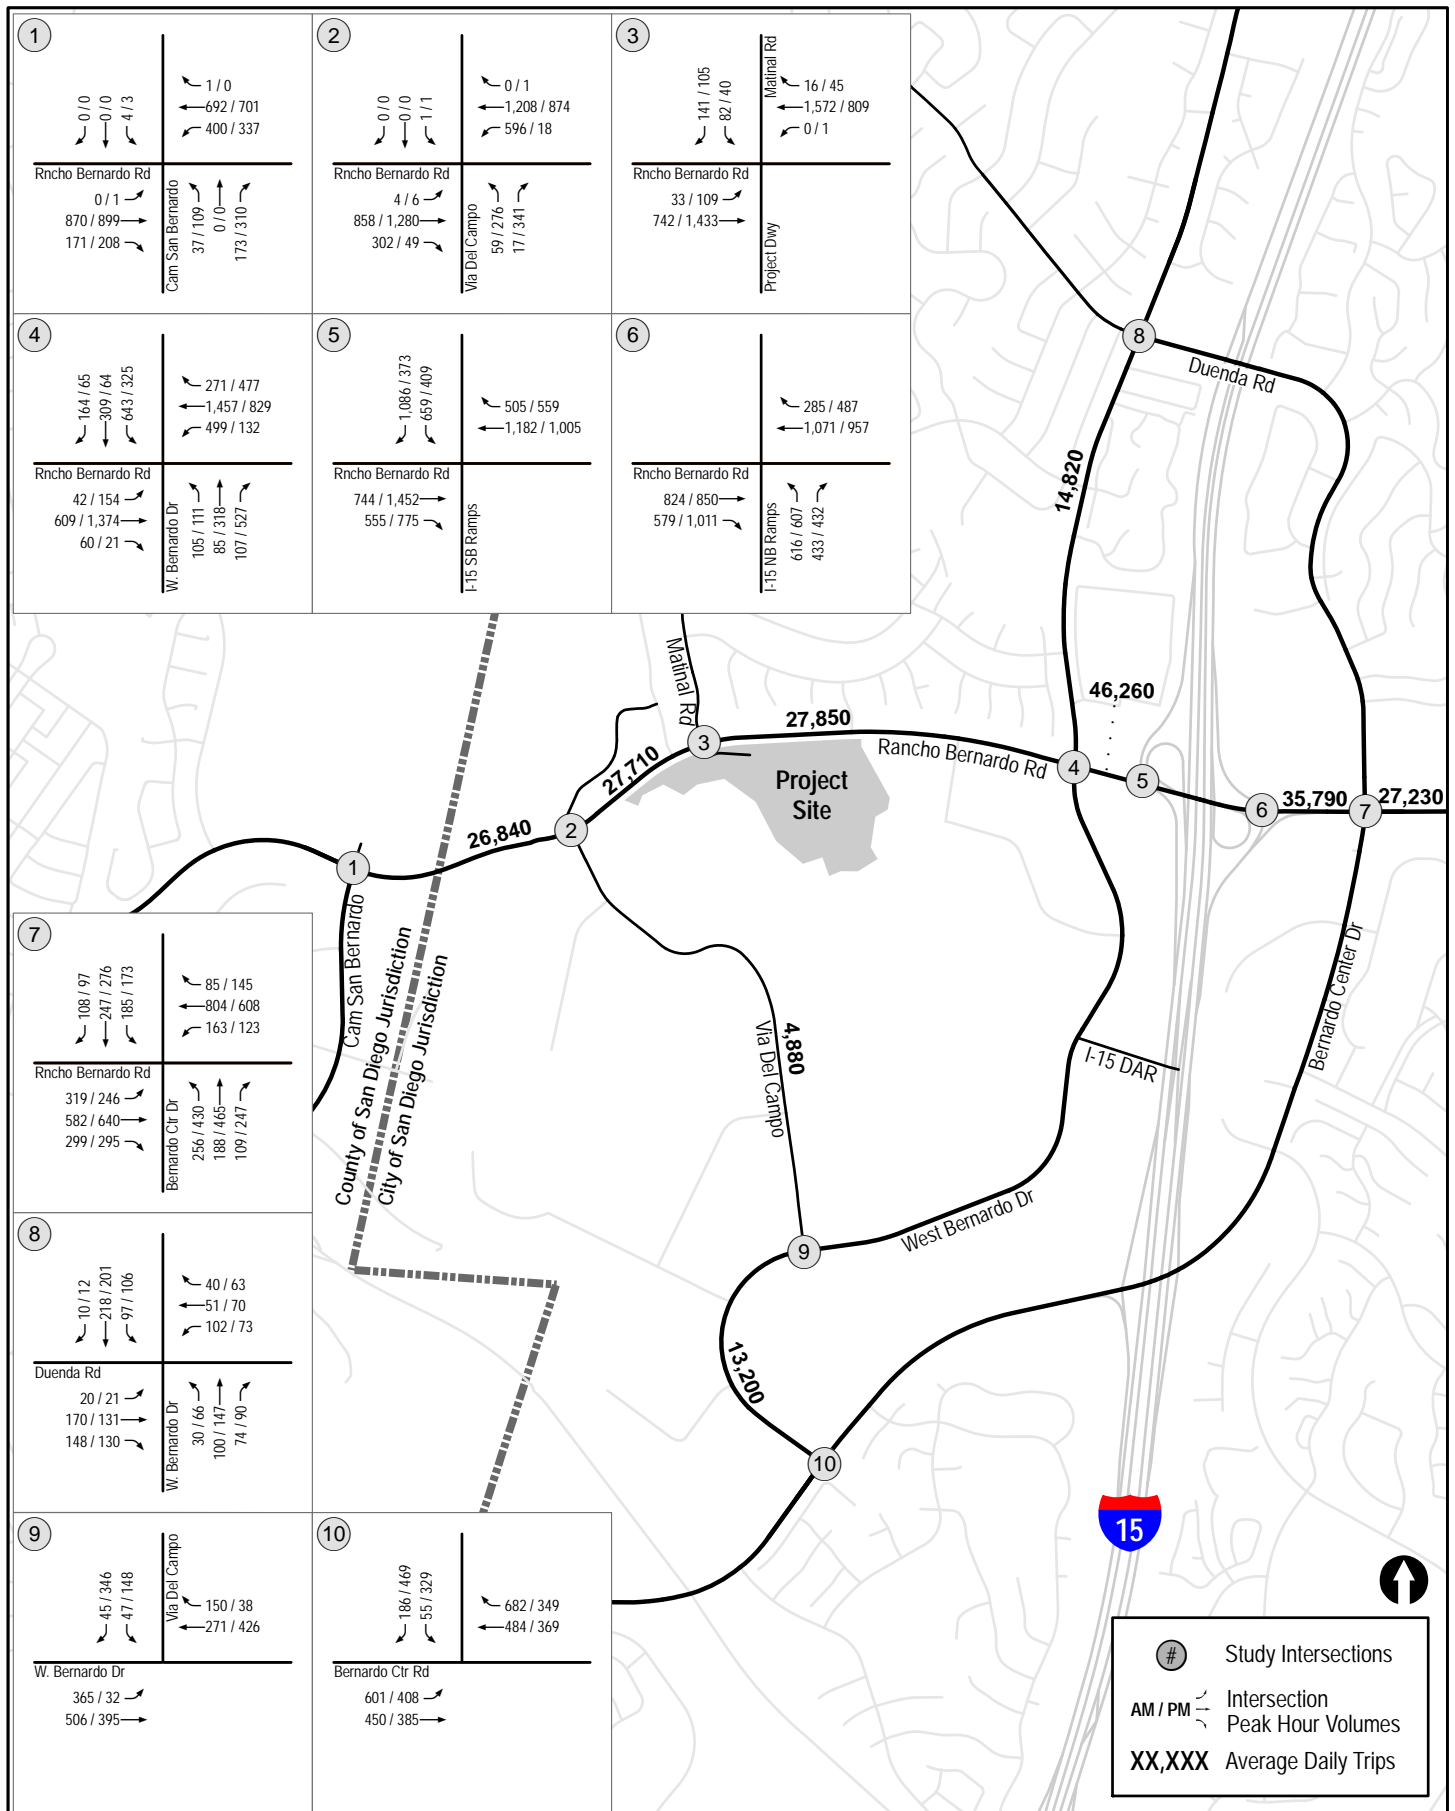 1
0 / 0
0 / 0
4 / 3
1 / 0
692 / 701
400 / 337
Rncho Bernardo Rd
0 / 1
870 / 899
171 / 208
Cam San Bernardo
37 / 109
0 / 0
173 / 310
2
0 / 0
0 / 0
1 / 1
0 / 1
1,208 / 874
596 / 18
Rncho Bernardo Rd
4 / 6
858 / 1,280
302 / 49
Via Del Campo
59 / 276
17 / 341
3
141 / 105
82 / 40
Matinal Rd
16 / 45
1,572 / 809
0 / 1
Rncho Bernardo Rd
33 / 109
742 / 1,433
Project Dwy
4
164 / 65
309 / 64
643 / 325
271 / 477
1,457 / 829
499 / 132
Rncho Bernardo Rd
42 / 154
609 / 1,374
60 / 21
W. Bernardo Dr
105 / 111
85 / 318
107 / 527
5
1,086 / 373
659 / 409
505 / 559
1,182 / 1,005
Rncho Bernardo Rd
744 / 1,452
555 / 775
I-15 SB Ramps
6
285 / 487
1,071 / 957
Rncho Bernardo Rd
824 / 850
579 / 1,011
I-15 NB Ramps
616 / 607
433 / 432
8
Duenda Rd
14,820
46,260
Matinal Rd
3
27,850
Rancho Bernardo Rd
4
5
6
35,790
7
27,230
27,710
Project
Site
2
26,840
1
Cam San Bernardo
County of San Diego Jurisdiction
City of San Diego Jurisdiction
4,880
Via Del Campo
I-15 DAR
Bernardo Center Dr
West Bernardo Dr
9
13,200
10
15
7
108 / 97
247 / 276
185 / 173
85 / 145
804 / 608
163 / 123
Rncho Bernardo Rd
319 / 246
582 / 640
299 / 295
Bernardo Ctr Dr
256 / 430
188 / 465
109 / 247
8
10 / 12
218 / 201
97 / 106
40 / 63
51 / 70
102 / 73
Duenda Rd
20 / 21
170 / 131
148 / 130
W. Bernardo Dr
30 / 66
100 / 147
74 / 90
9
45 / 346
47 / 148
Via Del Campo
150 / 38
271 / 426
W. Bernardo Dr
365 / 32
506 / 395
10
186 / 469
55 / 329
682 / 349
484 / 369
Bernardo Ctr Rd
601 / 408
450 / 385
# Study Intersections
AM / PM Intersection
Peak Hour Volumes
XX,XXX Average Daily Trips